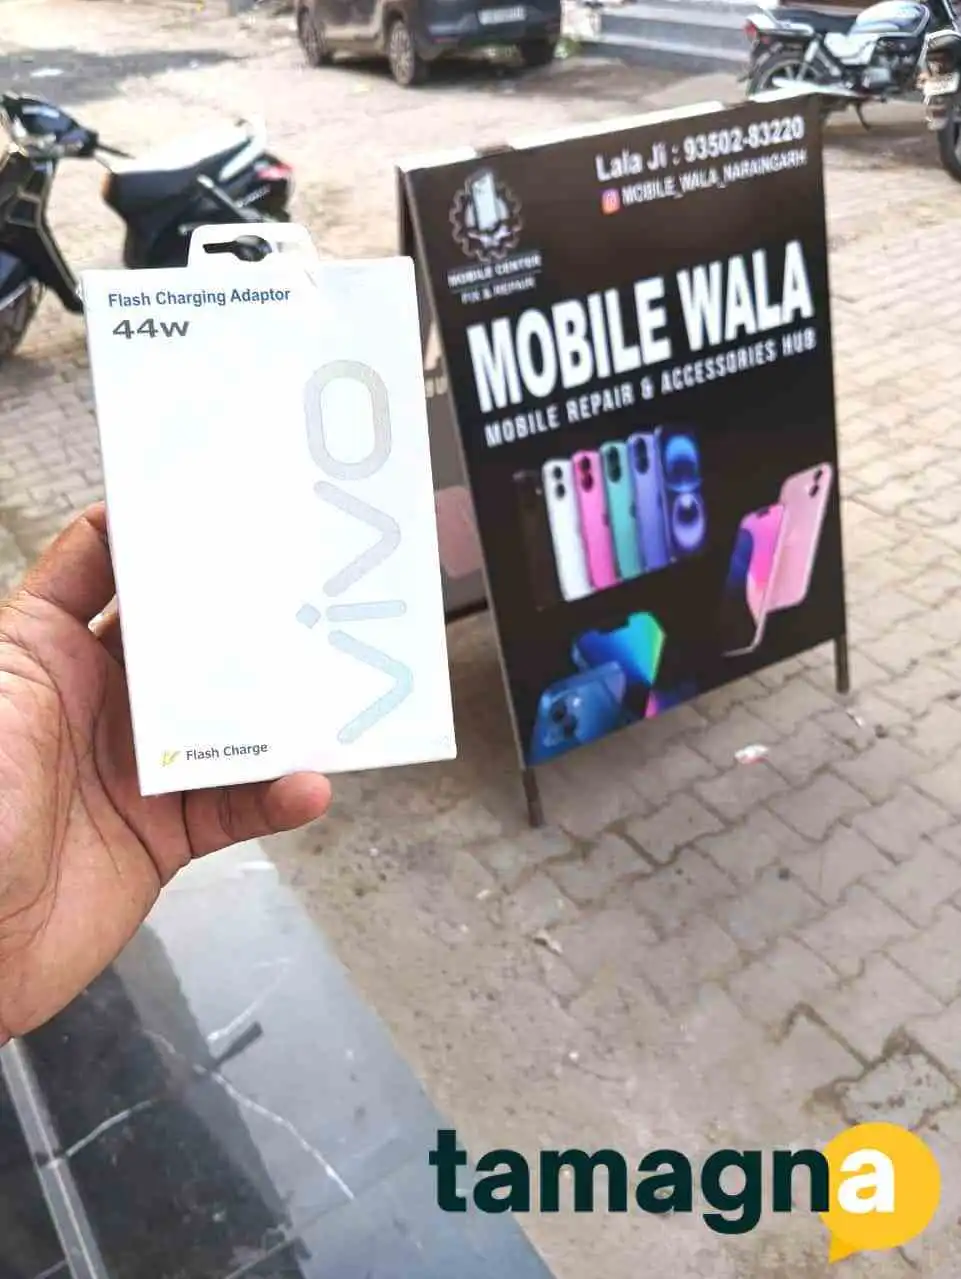 Flash Charging Adaptor
44W
vivo
Flash Charge
Lala Ji : 93502-83220
MOBILE_WALA_NARAINGARH
MOBILE CENTER
FIX & REPAIR
MOBILE WALA
MOBILE REPAIR & ACCESSORIES HUB
tamagna